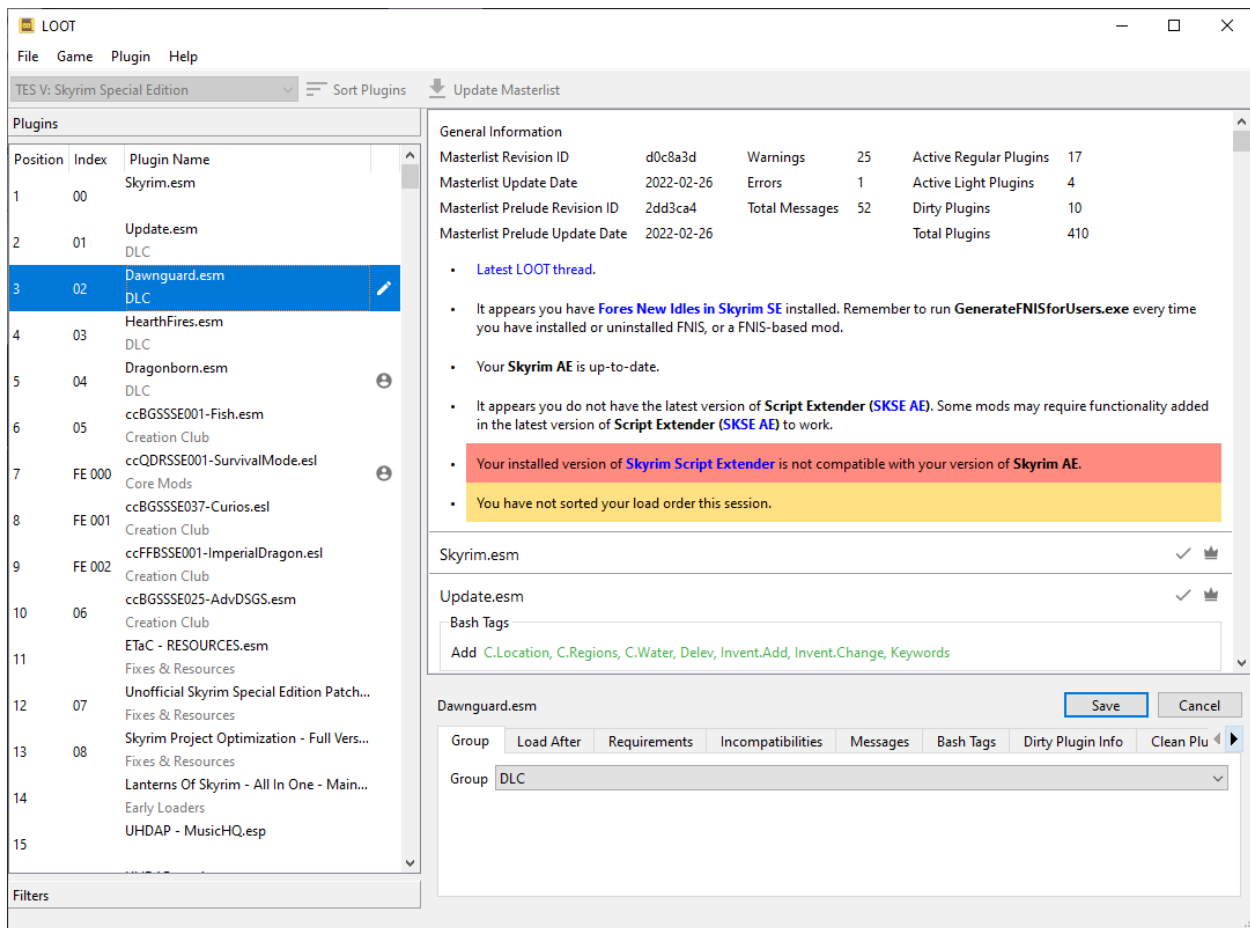 LOOT
File Game Plugin Help
TES V: Skyrim Special Edition Sort Plugins Update Masterlist
Plugins
Position Index Plugin Name
1 00 Skyrim.esm
2 01 Update.esm
DLC
3 02 Dawnguard.esm
DLC
4 03 HearthFires.esm
DLC
5 04 Dragonborn.esm
DLC
6 05 ccBGSSSE001-Fish.esm
Creation Club
7 FE 000 ccQDRSSE001-SurvivalMode.esl
Core Mods
8 FE 001 ccBGSSSE037-Curios.esl
Creation Club
9 FE 002 ccFFBSSE001-ImperialDragon.esl
Creation Club
10 06 ccBGSSSE025-AdvDSGS.esm
Creation Club
11 ETaC - RESOURCES.esm
Fixes & Resources
12 07 Unofficial Skyrim Special Edition Patch...
Fixes & Resources
13 08 Skyrim Project Optimization - Full Vers...
Fixes & Resources
14 Lanterns Of Skyrim - All In One - Main...
Early Loaders
15 UHDAP - MusicHQ.esp
Filters
General Information
Masterlist Revision ID d0c8a3d Warnings 25 Active Regular Plugins 17
Masterlist Update Date 2022-02-26 Errors 1 Active Light Plugins 4
Masterlist Prelude Revision ID 2dd3ca4 Total Messages 52 Dirty Plugins 10
Masterlist Prelude Update Date 2022-02-26 Total Plugins 410
• Latest LOOT thread.
• It appears you have Fores New Idles in Skyrim SE installed. Remember to run GenerateFNISforUsers.exe every time
you have installed or uninstalled FNIS, or a FNIS-based mod.
• Your Skyrim AE is up-to-date.
• It appears you do not have the latest version of Script Extender (SKSE AE). Some mods may require functionality added
in the latest version of Script Extender (SKSE AE) to work.
• Your installed version of Skyrim Script Extender is not compatible with your version of Skyrim AE.
• You have not sorted your load order this session.
Skyrim.esm
Update.esm
Bash Tags
Add C.Location, C.Regions, C.Water, Delev, Invent.Add, Invent.Change, Keywords
Dawnguard.esm Save Cancel
Group Load After Requirements Incompatibilities Messages Bash Tags Dirty Plugin Info Clean Plu
Group DLC